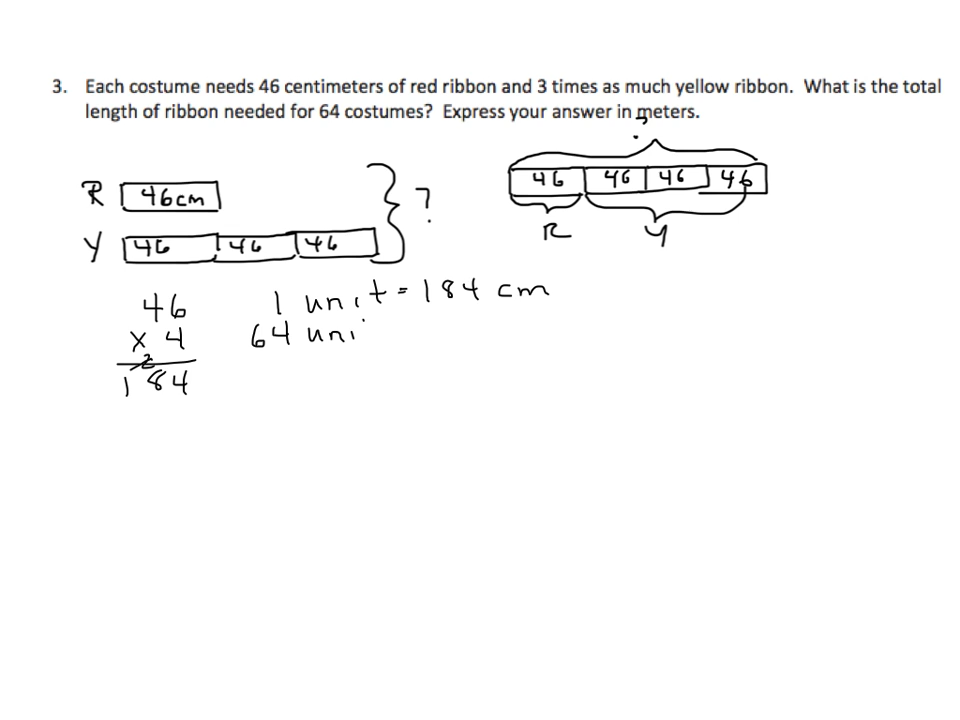 3. Each costume needs 46 centimeters of red ribbon and 3 times as much yellow ribbon. What is the total
length of ribbon needed for 64 costumes? Express your answer in meters.
?
46 46 46 46
R Y
R 46cm
Y 46 46 46
?
46
x 4
2
184
1 unit = 184 cm
64 uni